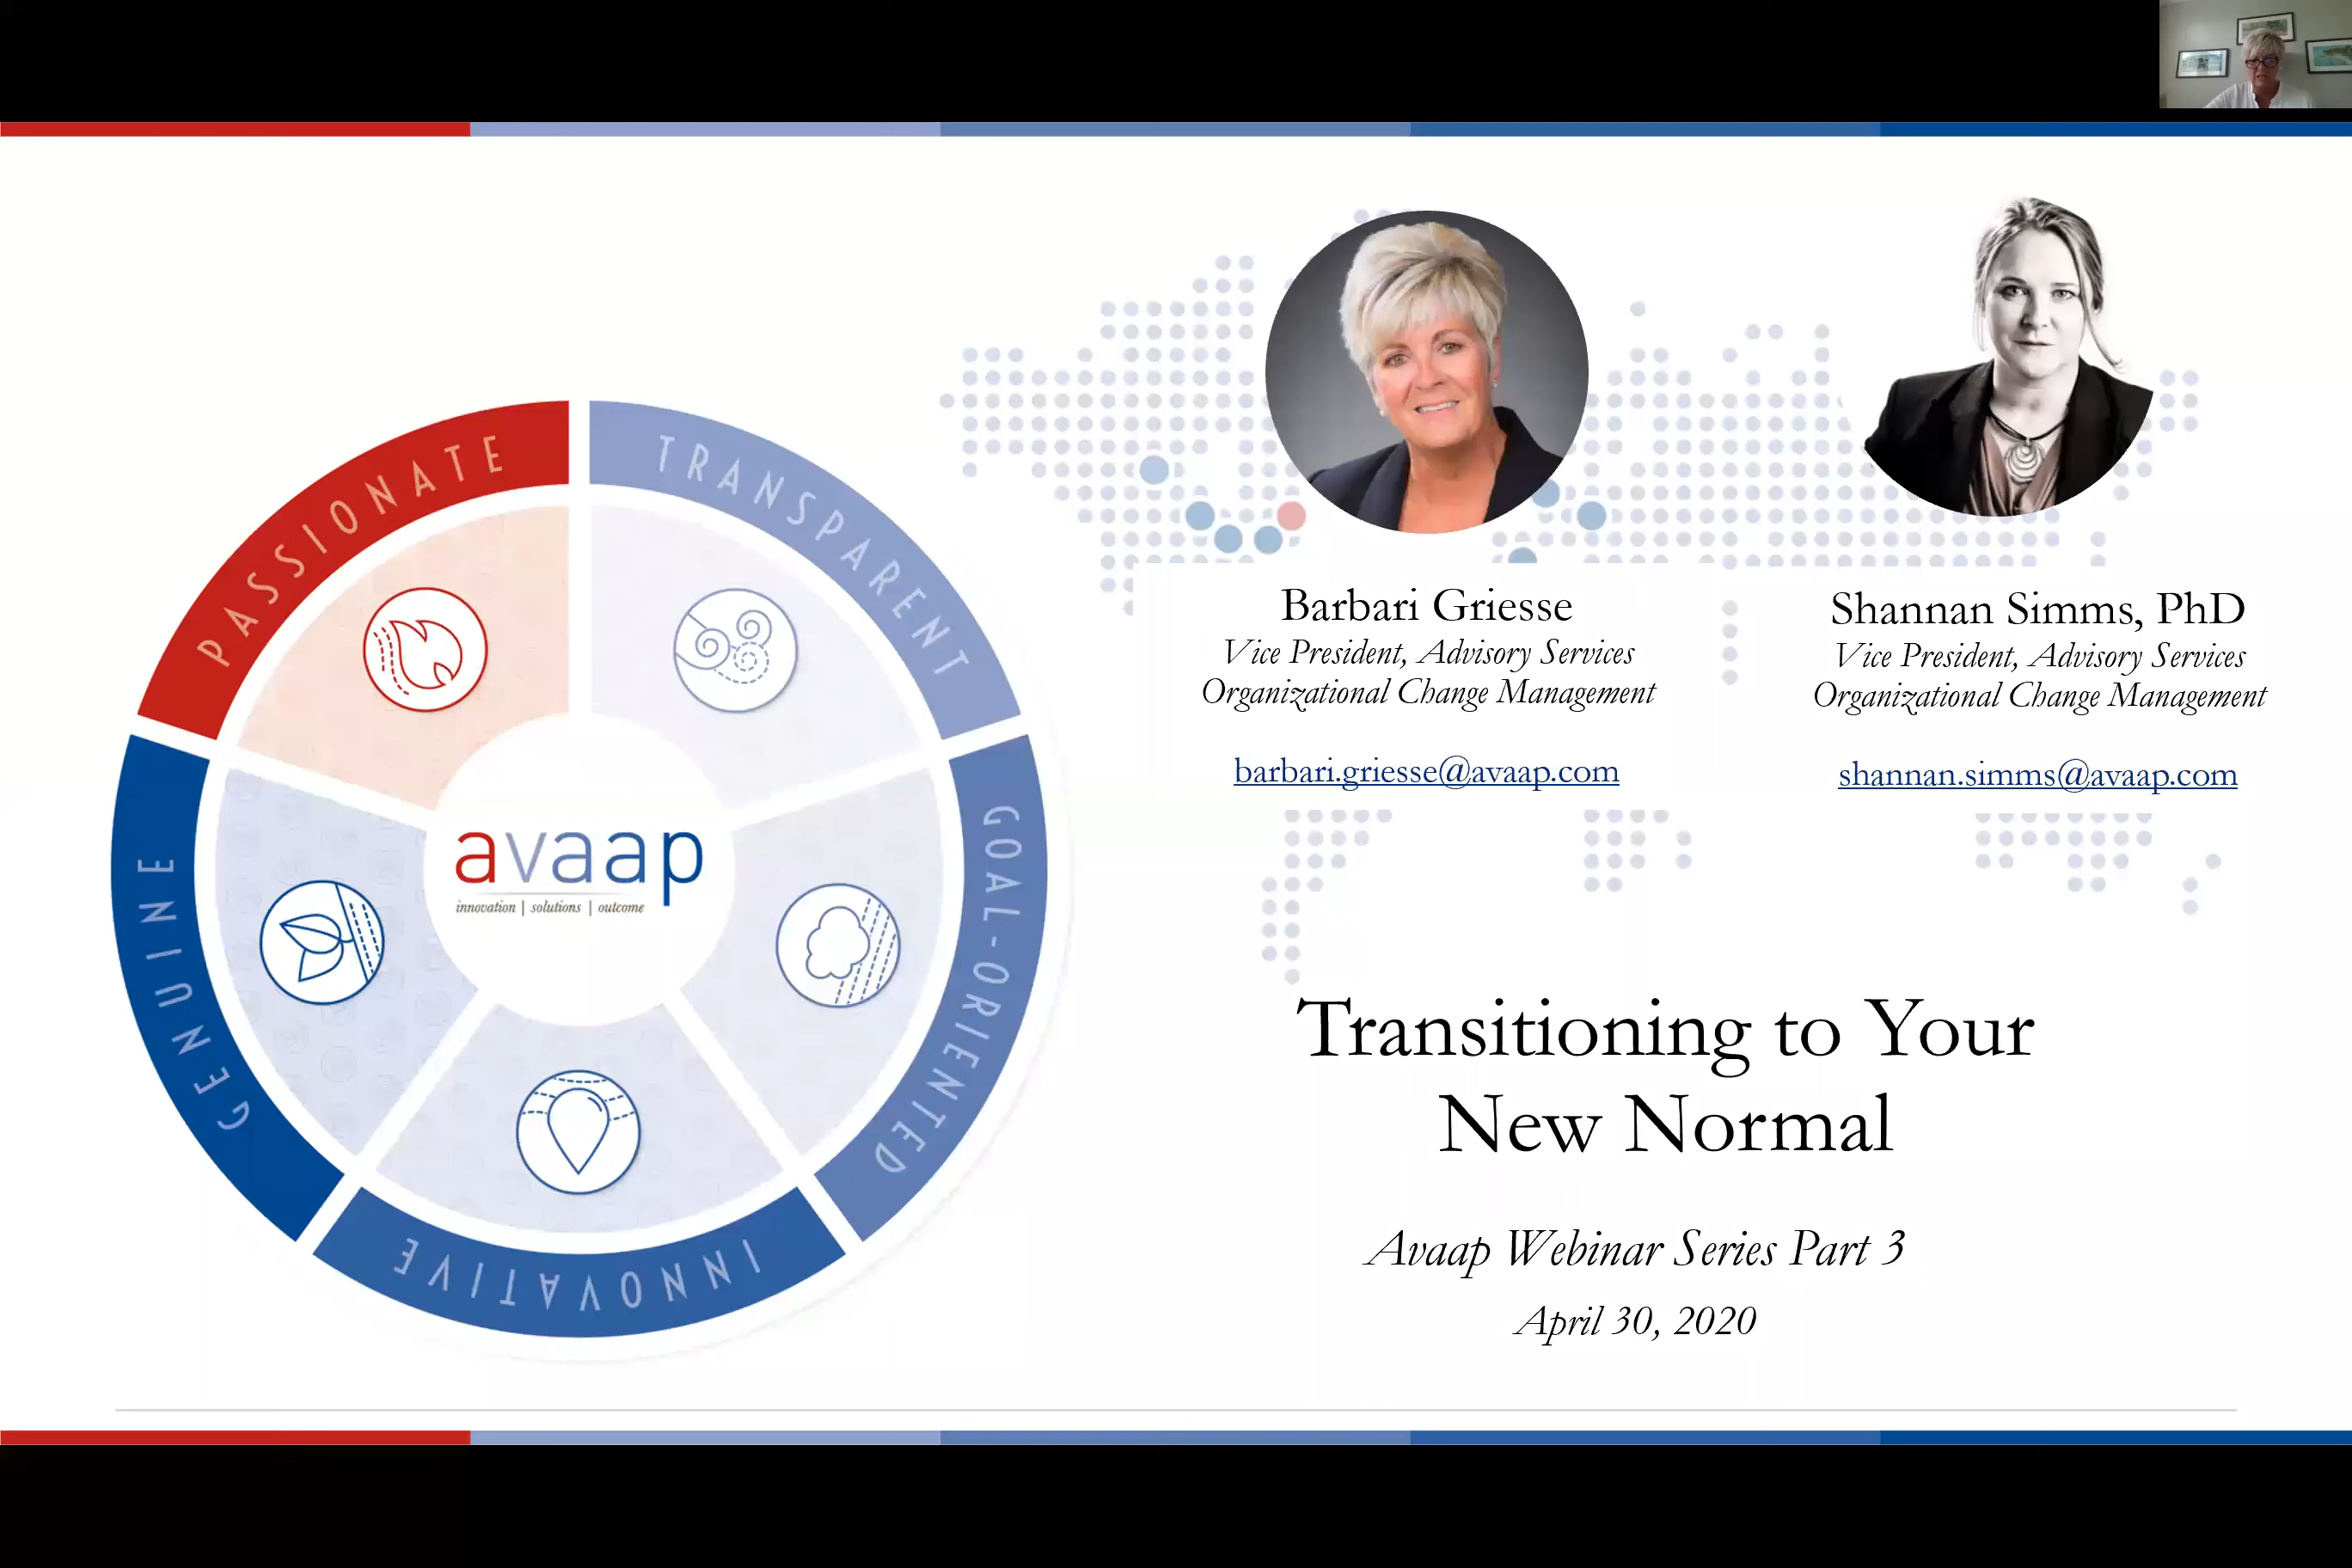 PASSIONATE
TRANSPARENT
GOAL-ORIENTED
INNOVATIVE
GENUINE
avaap
innovation | solutions | outcome
Barbari Griesse
Vice President, Advisory Services
Organizational Change Management
barbari.griesse@avaap.com
Shannan Simms, PhD
Vice President, Advisory Services
Organizational Change Management
shannan.simms@avaap.com
Transitioning to Your
New Normal
Avaap Webinar Series Part 3
April 30, 2020